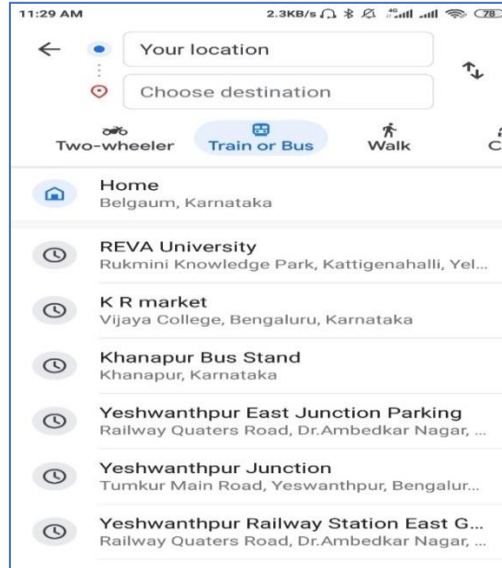 11:29 AM 2.3KB/s 4G 78
Your location
Choose destination
Two-wheeler Train or Bus Walk C
Home
Belgaum, Karnataka
REVA University
Rukmini Knowledge Park, Kattigenahalli, Yel...
K R market
Vijaya College, Bengaluru, Karnataka
Khanapur Bus Stand
Khanapur, Karnataka
Yeshwanthpur East Junction Parking
Railway Quaters Road, Dr.Ambedkar Nagar, ...
Yeshwanthpur Junction
Tumkur Main Road, Yeswanthpur, Bengalur...
Yeshwanthpur Railway Station East G...
Railway Quaters Road, Dr.Ambedkar Nagar, ...